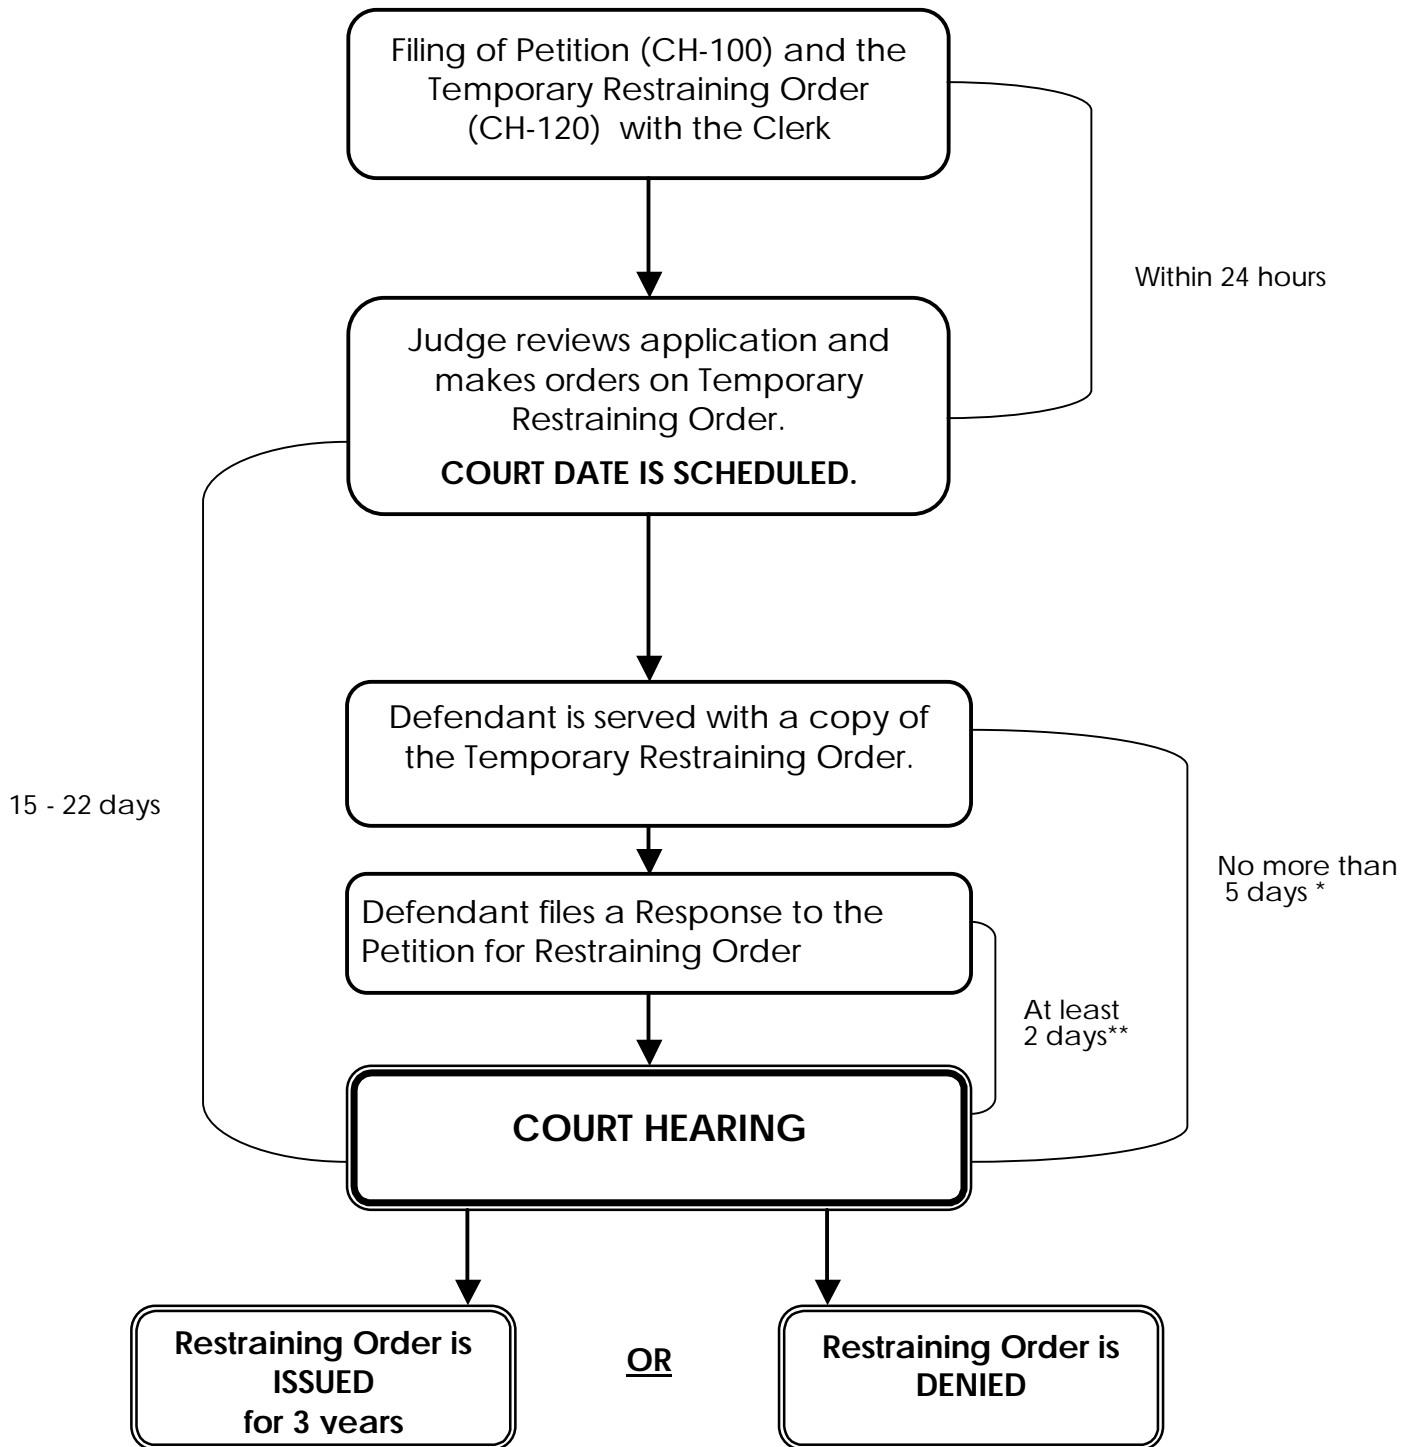 Filing of Petition (CH-100) and the
Temporary Restraining Order
(CH-120) with the Clerk
Within 24 hours
Judge reviews application and
makes orders on Temporary
Restraining Order.
COURT DATE IS SCHEDULED.
Defendant is served with a copy of
the Temporary Restraining Order.
15 - 22 days
No more than
5 days *
Defendant files a Response to the
Petition for Restraining Order
At least
2 days**
COURT HEARING
Restraining Order is
ISSUED
for 3 years
OR
Restraining Order is
DENIED